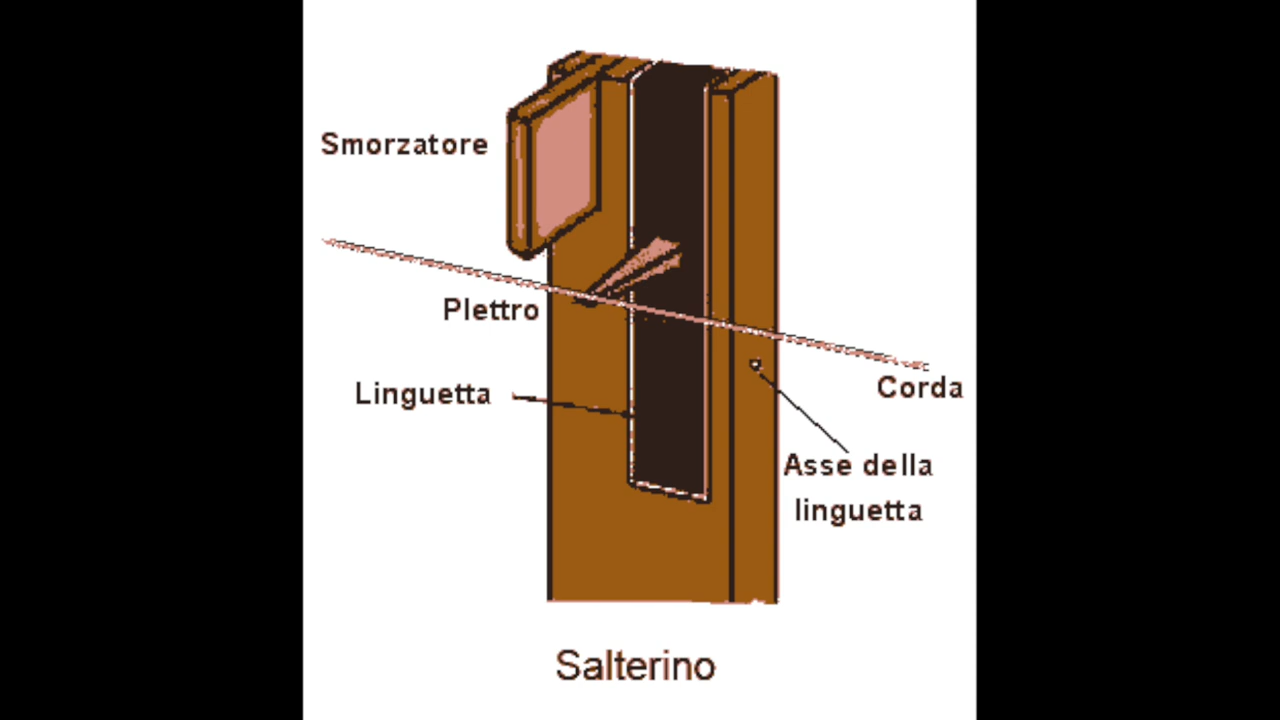 Smorzatore
Plettro
Linguetta
Corda
Asse della
linguetta
Salterino